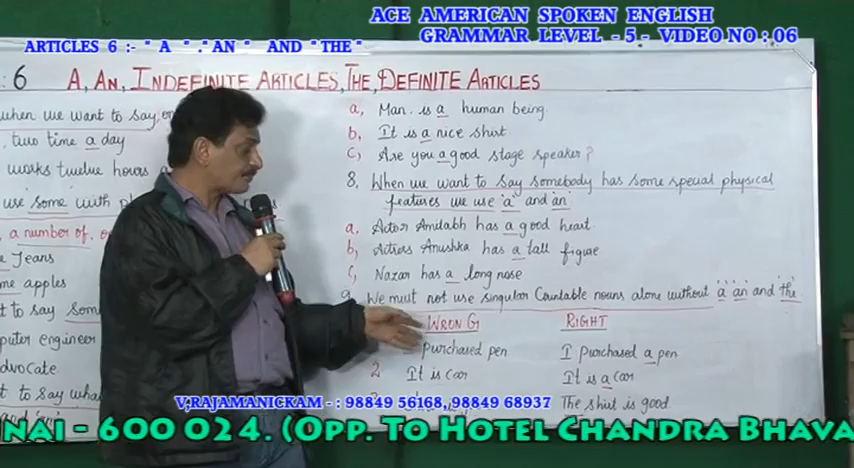 ACE AMERICAN SPOKEN ENGLISH
GRAMMAR LEVEL - 5 - VIDEO NO : 06
ARTICLES 6 :- " A " ." AN " AND " THE "
: 6 A, AN, INDEFINITE ARTICLES, THE, DEFINITE ARTICLES
when we want to say,
two time a day
works twelve hours
use some with
a number of.
Jeans
apples
to say
engineer
advocate
to say
a, Man. is a human being.
b, It is a nice shirt
c, Are you a good stage speaker?
8. When we want to say somebody has some special physical
features we use "a" and an
a. Actor Amitabh has a good heart
b, Actress Anushka has a tall figure
c, Nazar has a long nose
9. We must not use singular Countable nouns alone without a an and the
WRONG RIGHT
purchased pen I purchased a pen
2 It is car It is a car
The shirt is good.
V,RAJAMANICKAM - : 98849 56168, 98849 68937
NAI - 600 024. (OPP. TO HOTEL CHANDRA BHAVA